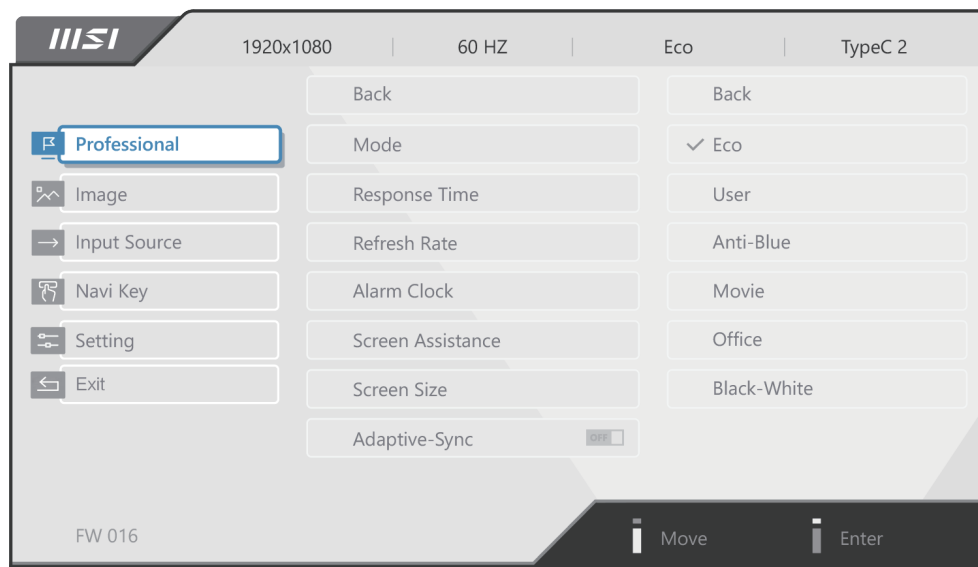 msi
1920x1080 60 HZ Eco TypeC 2
Professional
Image
Input Source
Navi Key
Setting
Exit
Back
Mode
Response Time
Refresh Rate
Alarm Clock
Screen Assistance
Screen Size
Adaptive-Sync OFF
Back
Eco
User
Anti-Blue
Movie
Office
Black-White
FW 016
Move
Enter